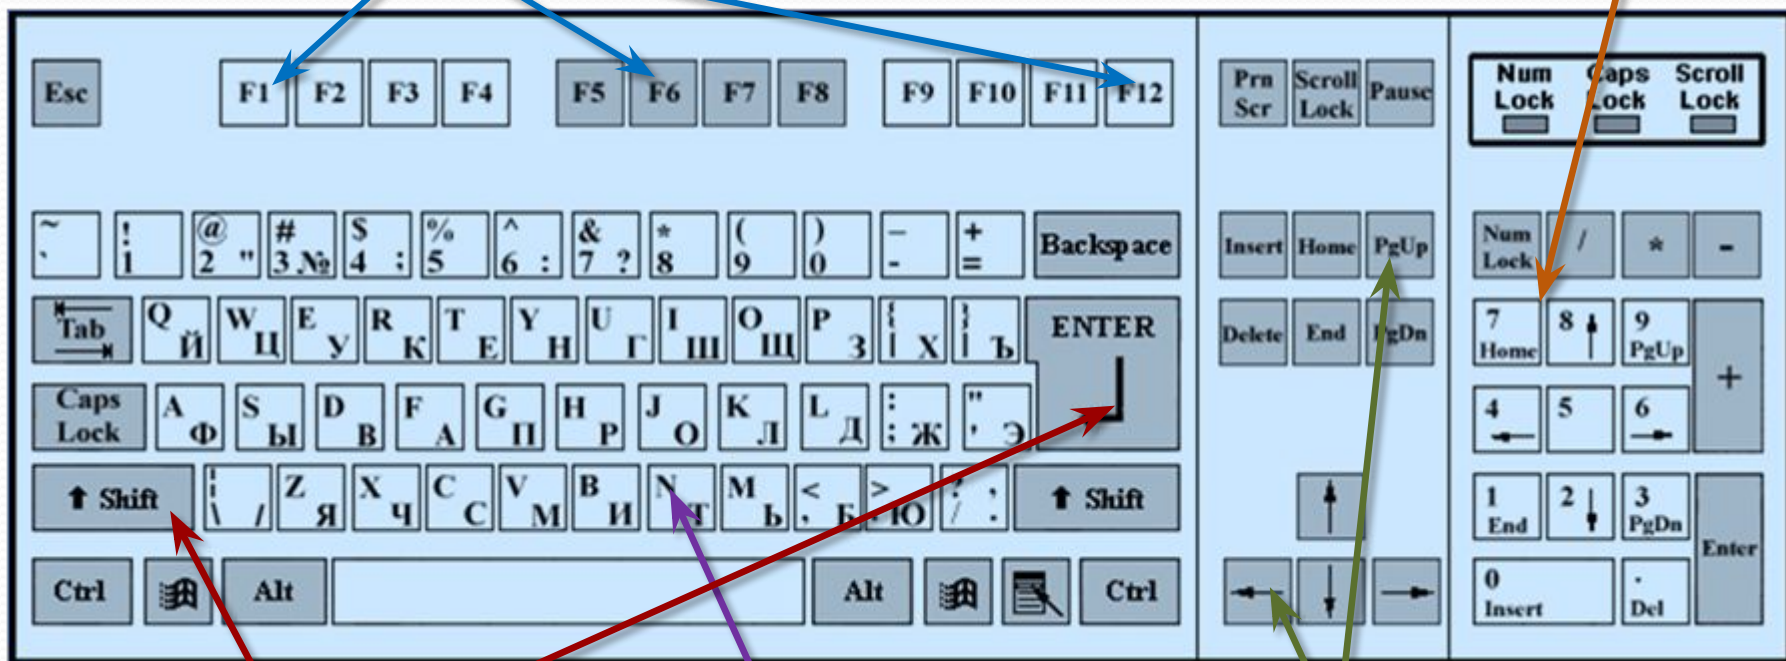 Esc F1 F2 F3 F4 F5 F6 F7 F8 F9 F10 F11 F12 Prn Scr Scroll Lock Pause Num Lock Caps Lock Scroll Lock
~ ` ! 1 @ 2 " # 3 № $ 4 ; % 5 ^ 6 : & 7 ? * 8 ( 9 ) 0 _ - + = Backspace Insert Home PgUp Num Lock / * -
Tab Q Й W Ц E У R К T Е Y Н U Г I Ш O Щ P З { [ Х } ] Ъ ENTER Delete End PgDn 7 Home 8 9 PgUp +
Caps Lock A Ф S Ы D В F А G П H Р J О K Л L Д : ; Ж " ' Э 4 5 6
Shift | \ / Z Я X Ч C С V М B И N Т M Ь < , Б > . Ю ? / , . Shift 1 End 2 3 PgDn Enter
Ctrl Alt Alt Ctrl 0 Insert . Del